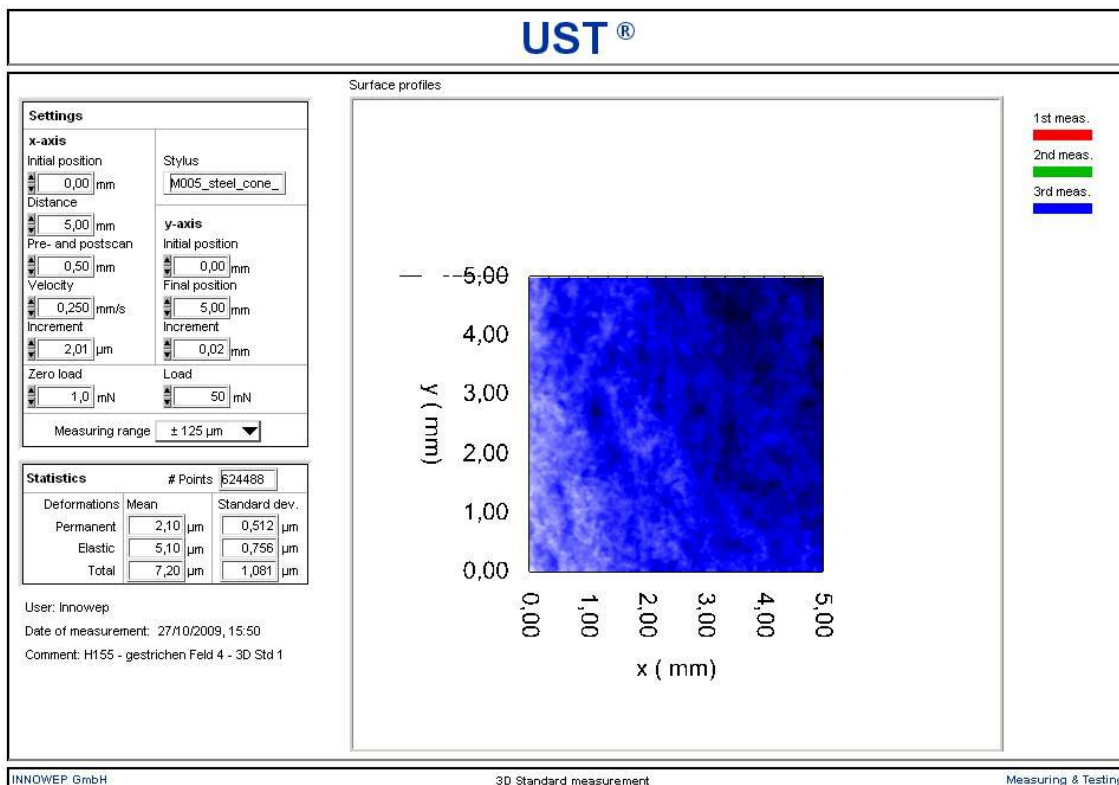 UST ®
Surface profiles
Settings
x-axis
Initial position
0,00 mm
Distance
5,00 mm
Pre- and postscan
0,50 mm
Velocity
0,250 mm/s
Increment
2,01 µm
Stylus
M005_steel_cone_
y-axis
Initial position
0,00 mm
Final position
5,00 mm
Increment
0,02 mm
Zero load
1,0 mN
Load
50 mN
Measuring range ± 125 µm
Statistics # Points 624488
Deformations Mean Standard dev.
Permanent 2,10 µm 0,512 µm
Elastic 5,10 µm 0,756 µm
Total 7,20 µm 1,081 µm
User: Innowep
Date of measurement: 27/10/2009, 15:50
Comment: H155 - gestrichen Feld 4 - 3D Std 1
5,00
4,00
3,00
2,00
1,00
0,00
y ( mm)
0,00 1,00 2,00 3,00 4,00 5,00
x ( mm)
1st meas.
2nd meas.
3rd meas.
INNOWEP GmbH 3D Standard measurement Measuring & Testing